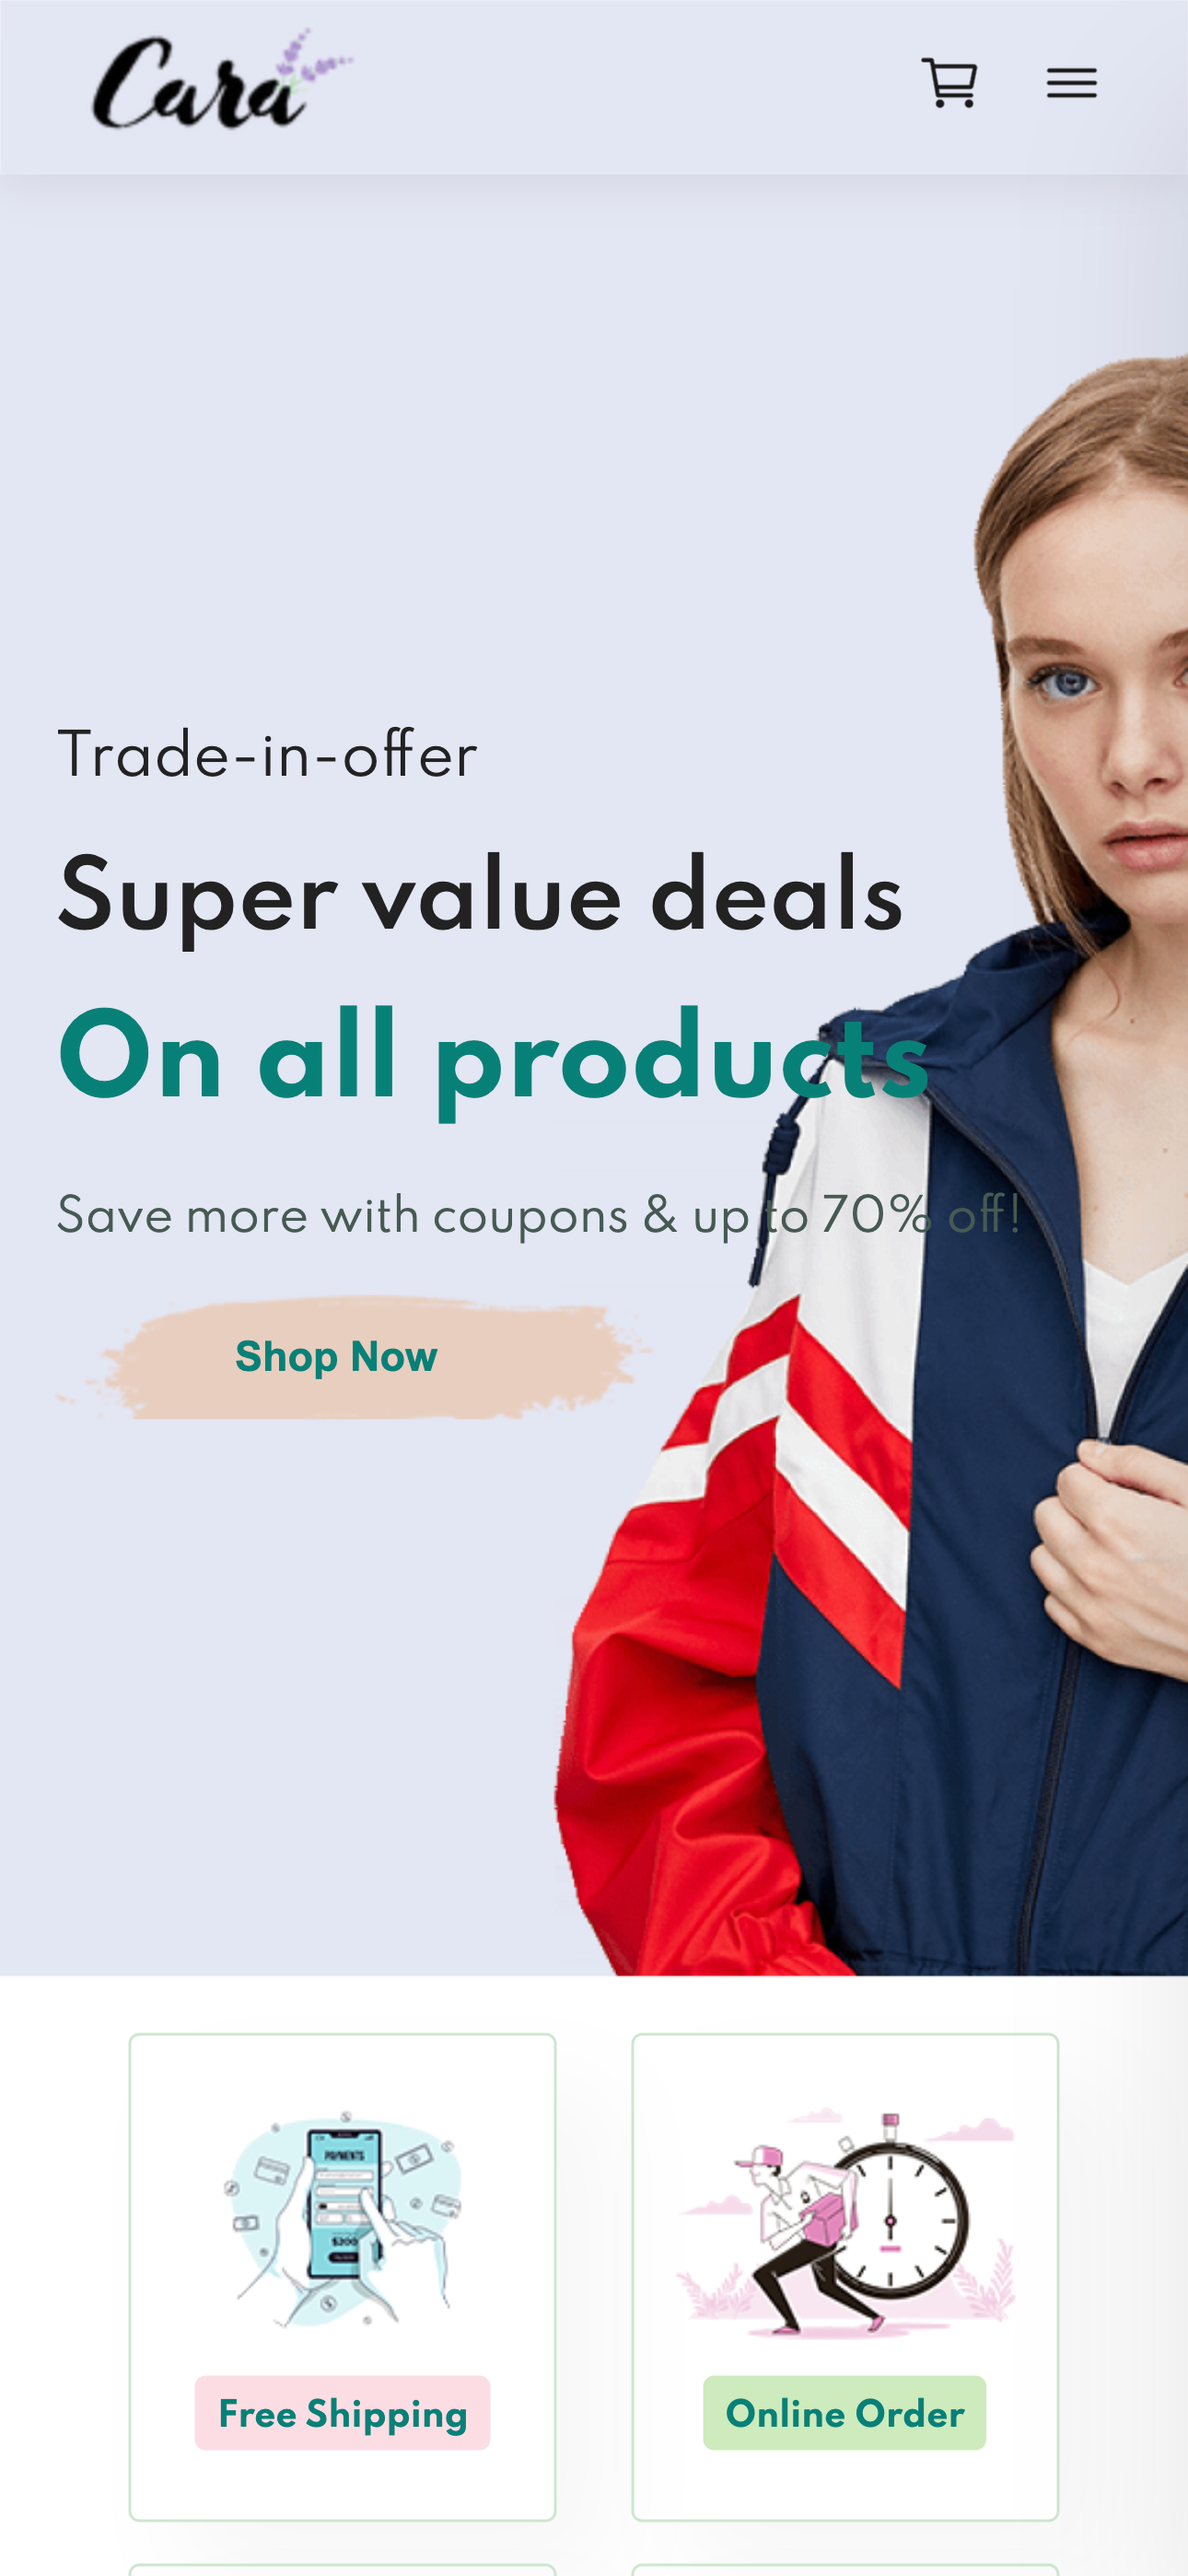 Cara
Trade-in-offer
Super value deals
On all products
Save more with coupons & up to 70% off!
Shop Now
PAYMENTS
$200
Free Shipping
Online Order